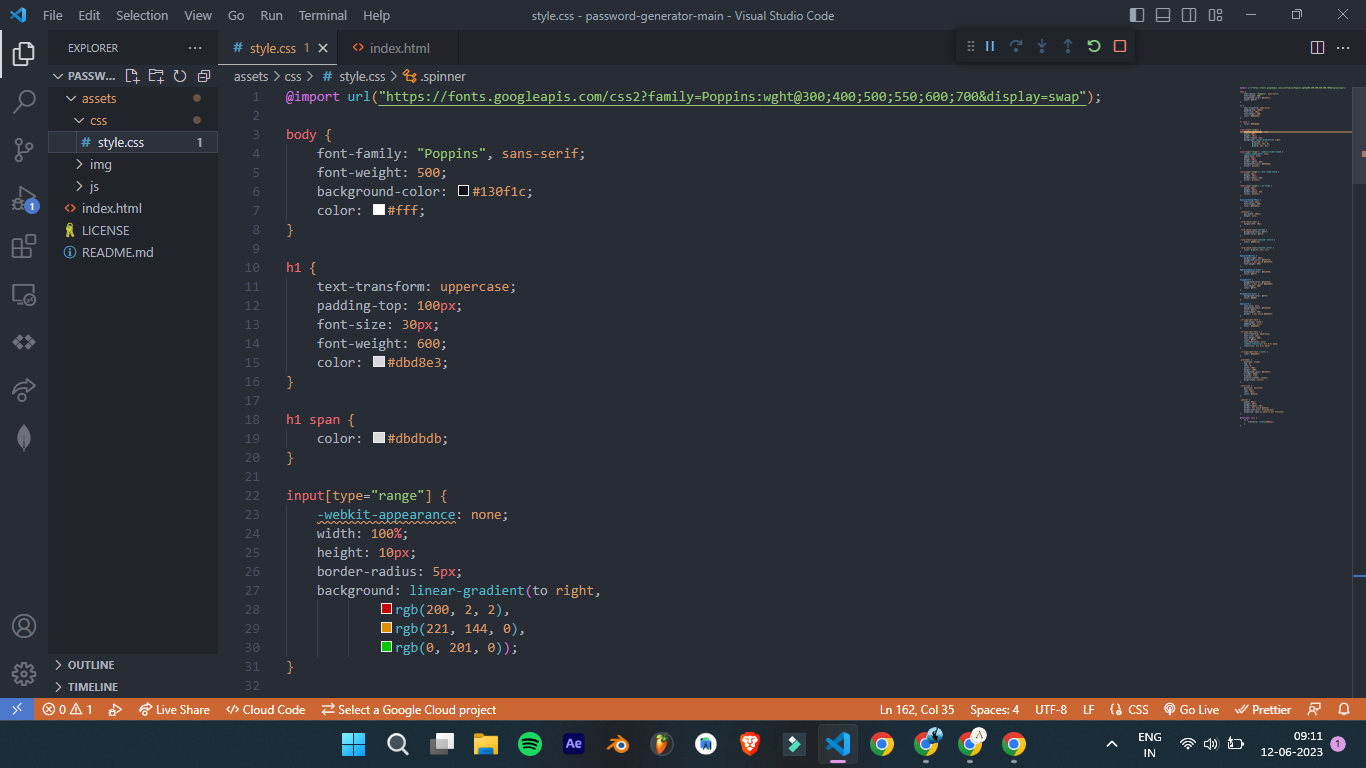 File Edit Selection View Go Run Terminal Help style.css - password-generator-main - Visual Studio Code
EXPLORER
PASSW...
assets
css
# style.css 1
img
js
index.html
LICENSE
README.md
OUTLINE
TIMELINE
# style.css 1
index.html
assets css # style.css .spinner
1 @import url("https://fonts.googleapis.com/css2?family=Poppins:wght@300;400;500;550;600;700&display=swap");
2
3 body {
4 font-family: "Poppins", sans-serif;
5 font-weight: 500;
6 background-color: #130f1c;
7 color: #fff;
8 }
9
10 h1 {
11 text-transform: uppercase;
12 padding-top: 100px;
13 font-size: 30px;
14 font-weight: 600;
15 color: #dbd8e3;
16 }
17
18 h1 span {
19 color: #dbdbdb;
20 }
21
22 input[type="range"] {
23 -webkit-appearance: none;
24 width: 100%;
25 height: 10px;
26 border-radius: 5px;
27 background: linear-gradient(to right,
28 rgb(200, 2, 2),
29 rgb(221, 144, 0),
30 rgb(0, 201, 0));
31 }
32
1
0 1 Live Share Cloud Code Select a Google Cloud project Ln 162, Col 35 Spaces: 4 UTF-8 LF CSS Go Live Prettier
Ae
A
ENG
IN
09:11
12-06-2023
1